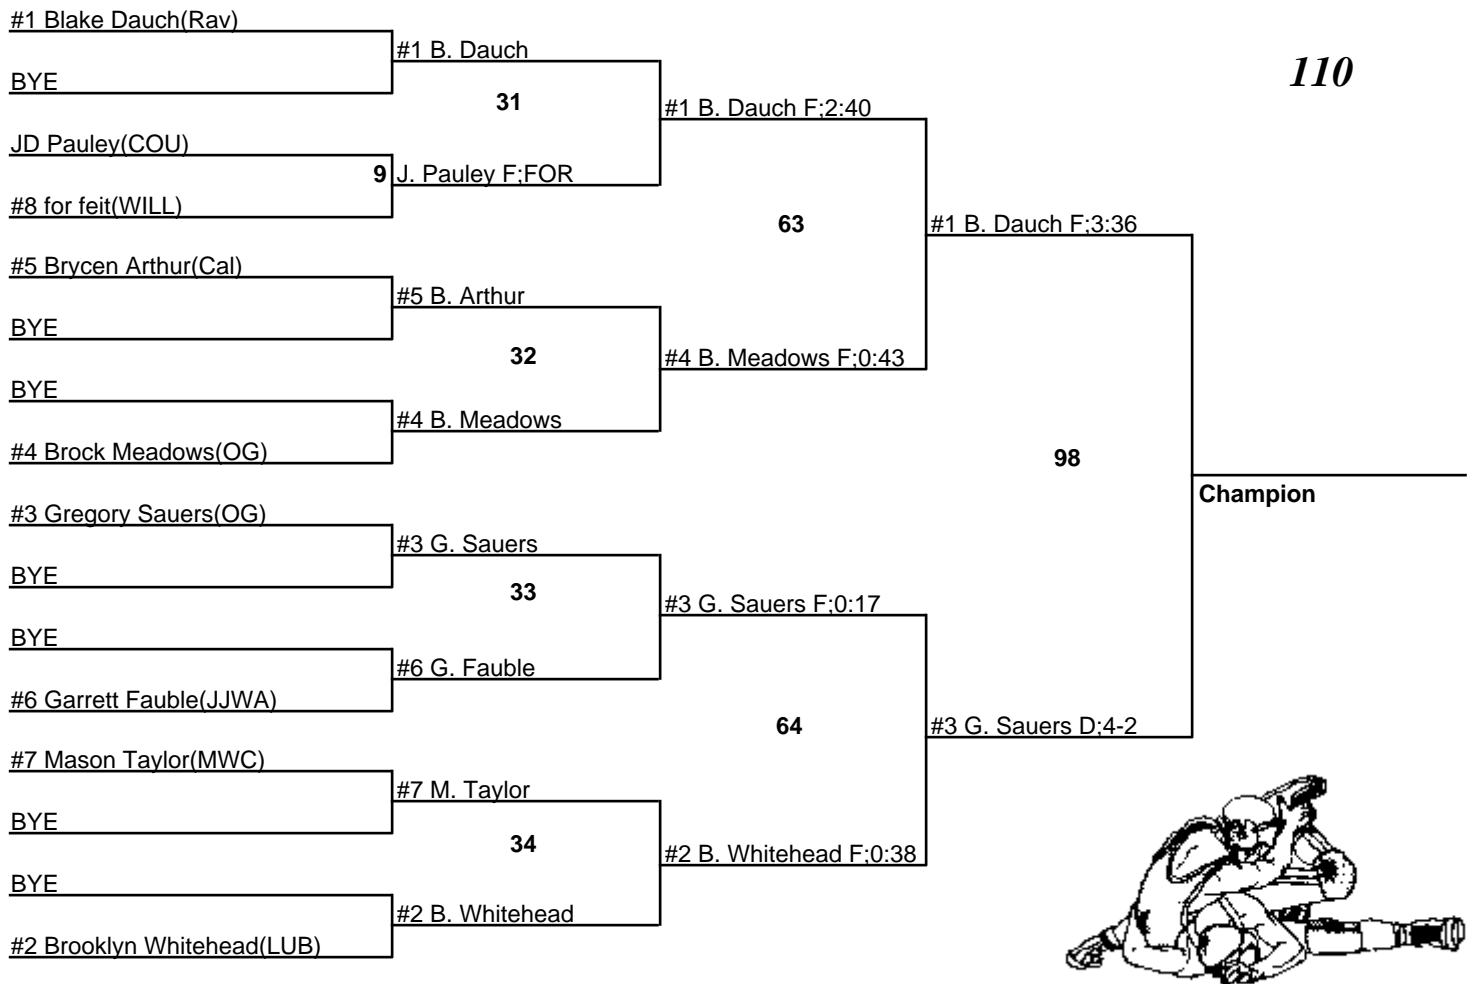 #1 Blake Dauch(Rav)
#1 B. Dauch
110
BYE
31
#1 B. Dauch F;2:40
JD Pauley(COU)
9 J. Pauley F;FOR
#8 for feit(WILL)
63
#1 B. Dauch F;3:36
#5 Brycen Arthur(Cal)
#5 B. Arthur
BYE
32
#4 B. Meadows F;0:43
BYE
#4 B. Meadows
#4 Brock Meadows(OG)
98
Champion
#3 Gregory Sauers(OG)
#3 G. Sauers
BYE
33
#3 G. Sauers F;0:17
BYE
#6 G. Fauble
#6 Garrett Fauble(JJWA)
64
#3 G. Sauers D;4-2
#7 Mason Taylor(MWC)
#7 M. Taylor
BYE
34
#2 B. Whitehead F;0:38
BYE
#2 B. Whitehead
#2 Brooklyn Whitehead(LUB)